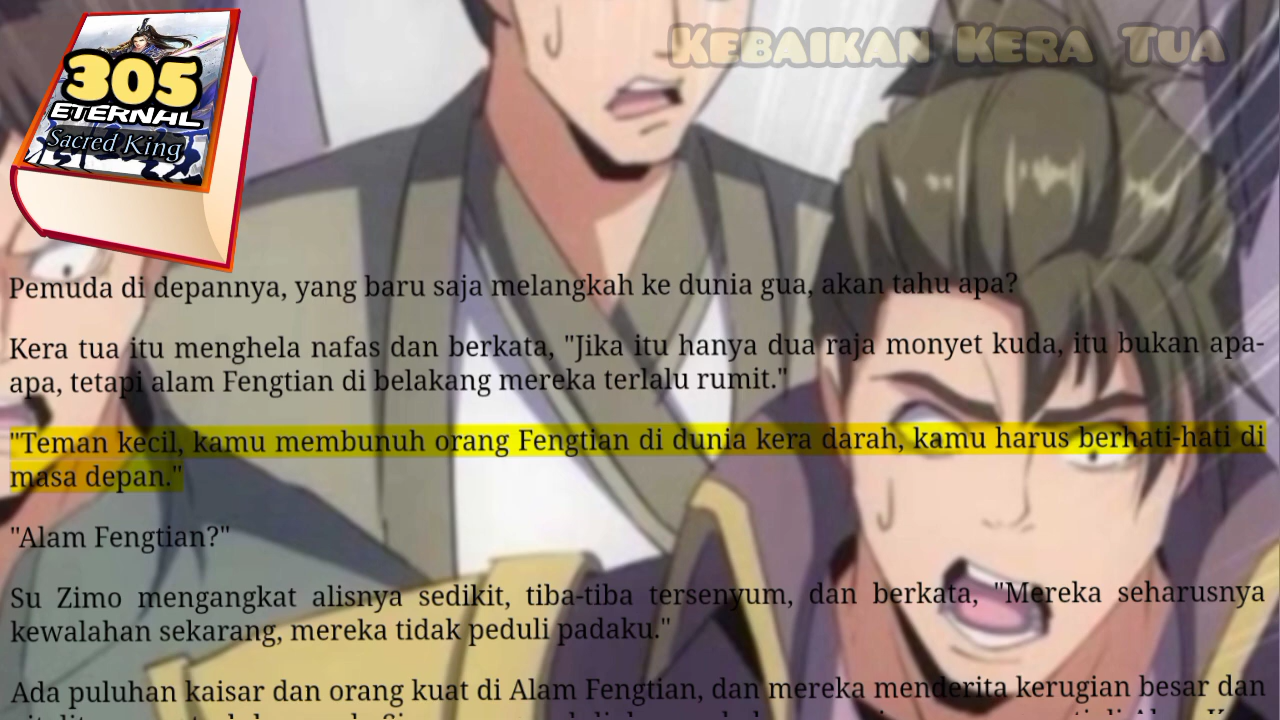 Kebaikan Kera Tua
305
ETERNAL
Sacred King
Pemuda di depannya, yang baru saja melangkah ke dunia gua, akan tahu apa?
Kera tua itu menghela nafas dan berkata, "Jika itu hanya dua raja monyet kuda, itu bukan apa-
apa, tetapi alam Fengtian di belakang mereka terlalu rumit."
"Teman kecil, kamu membunuh orang Fengtian di dunia kera darah, kamu harus berhati-hati di
masa depan."
"Alam Fengtian?"
Su Zimo mengangkat alisnya sedikit, tiba-tiba tersenyum, dan berkata, "Mereka seharusnya
kewalahan sekarang, mereka tidak peduli padaku."
Ada puluhan kaisar dan orang kuat di Alam Fengtian, dan mereka menderita kerugian besar dan